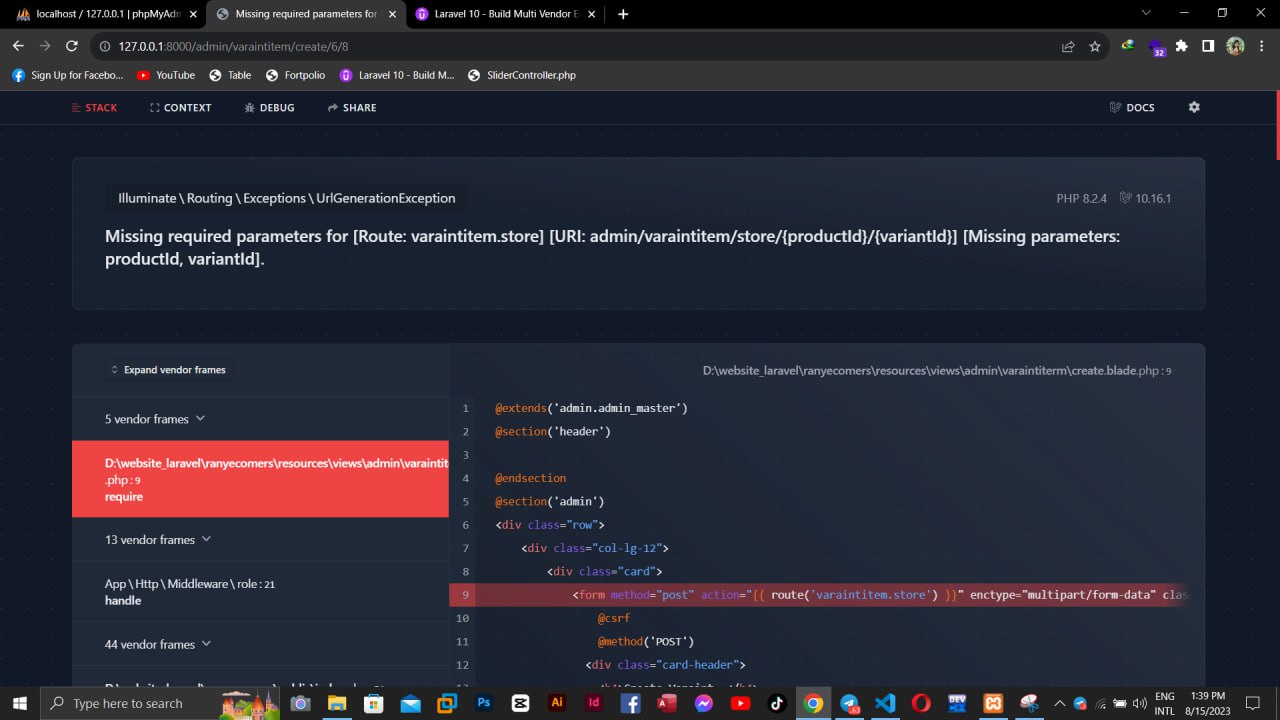 localhost / 127.0.0.1 | phpMyAdm
Missing required parameters for
Laravel 10 - Build Multi Vendor E
127.0.0.1:8000/admin/varaintitem/create/6/8
32
Sign Up for Facebo...
YouTube
Table
Fortpolio
Laravel 10 - Build M...
SliderController.php
STACK
CONTEXT
DEBUG
SHARE
DOCS
Illuminate \ Routing \ Exceptions \ UrlGenerationException
PHP 8.2.4
10.16.1
Missing required parameters for [Route: varaintitem.store] [URI: admin/varaintitem/store/{productId}/{variantId}] [Missing parameters:
productId, variantId].
Expand vendor frames
D:\website_laravel\ranyecomers\resources\views\admin\varaintiterm\create.blade.php : 9
5 vendor frames
D:\website_laravel\ranyecomers\resources\views\admin\varaintit
.php : 9
require
13 vendor frames
App \ Http \ Middleware \ role : 21
handle
44 vendor frames
1 @extends('admin.admin_master')
2 @section('header')
3
4 @endsection
5 @section('admin')
6 <div class="row">
7 <div class="col-lg-12">
8 <div class="card">
9 <form method="post" action="{{ route('varaintitem.store') }}" enctype="multipart/form-data" clas
10 @csrf
11 @method('POST')
12 <div class="card-header">
Type here to search
Ps
Ai
Id
DEV
63
ENG
INTL
1:39 PM
8/15/2023